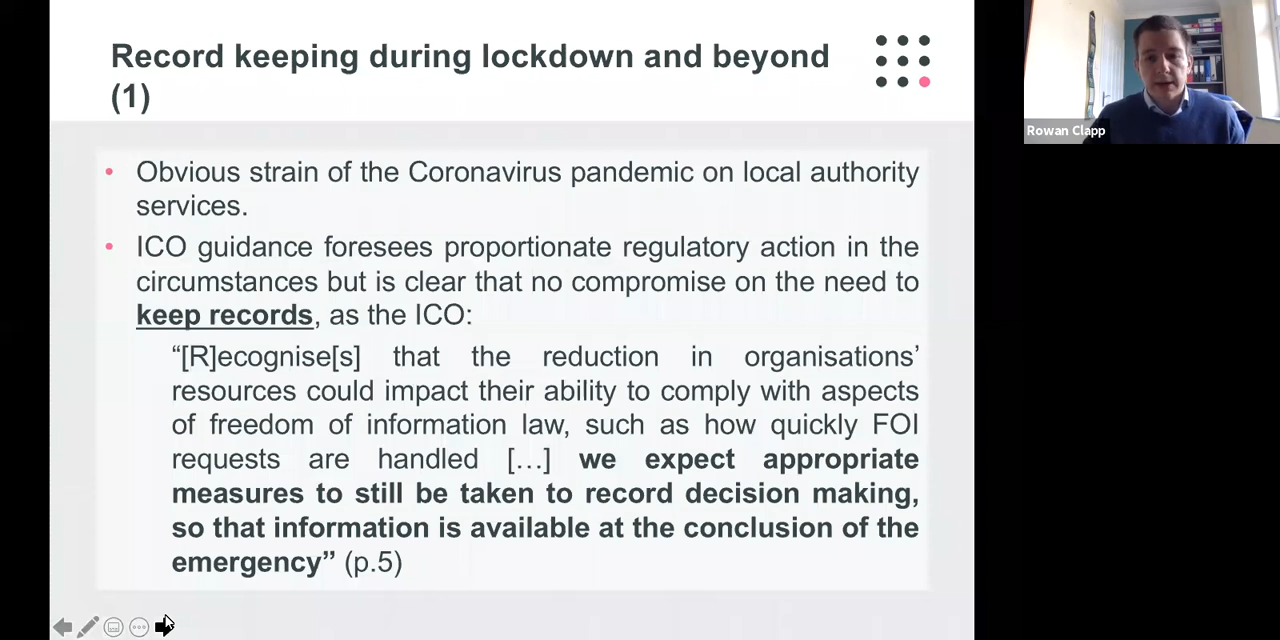 Record keeping during lockdown and beyond
(1)
Rowan Clapp
• Obvious strain of the Coronavirus pandemic on local authority
services.
• ICO guidance foresees proportionate regulatory action in the
circumstances but is clear that no compromise on the need to
keep records, as the ICO:
“[R]ecognise[s] that the reduction in organisations’
resources could impact their ability to comply with aspects
of freedom of information law, such as how quickly FOI
requests are handled […] we expect appropriate
measures to still be taken to record decision making,
so that information is available at the conclusion of the
emergency” (p.5)